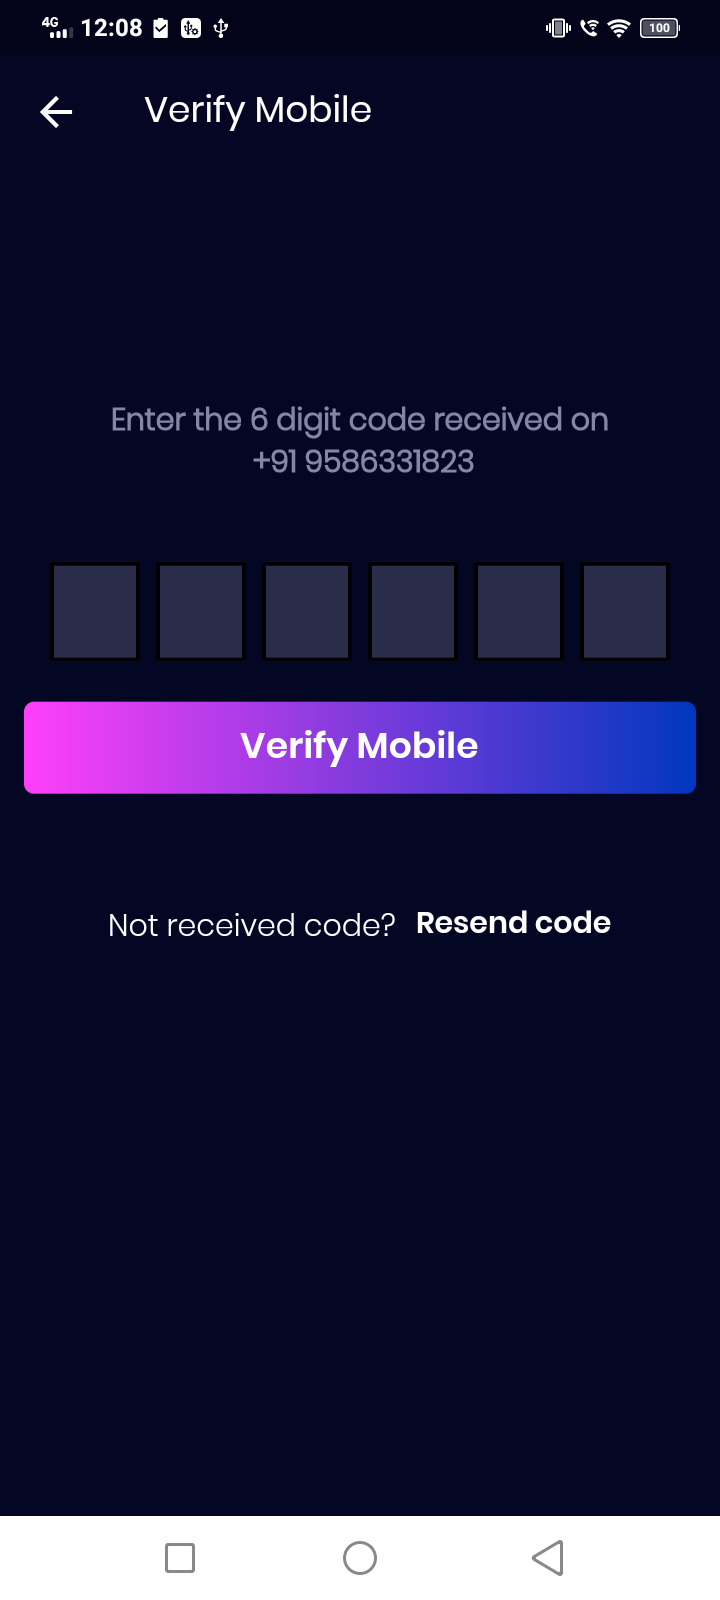 4G 12:08 100
Verify Mobile
Enter the 6 digit code received on
+91 9586331823
Verify Mobile
Not received code? Resend code